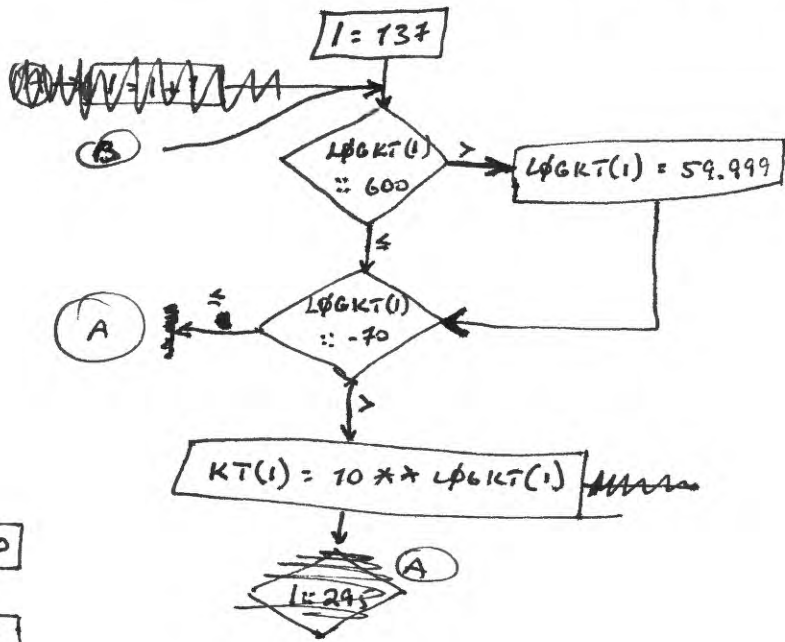 I = 137
B
LØGKT(I) >
:: 600
LØGKT(I) = 59.999
≤
A
≤
LØGKT(I)
:: -70
>
KT(I) = 10 ** LØGKT(I)
A